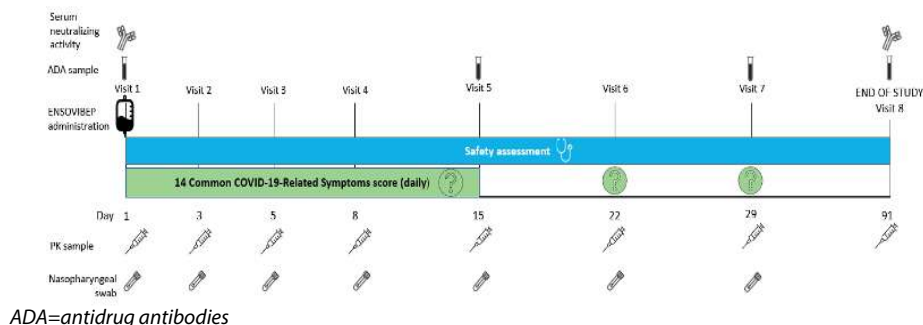 Serum
neutralizing
activity
ADA sample
Visit 1
Visit 2
Visit 3
Visit 4
Visit 5
Visit 6
Visit 7
END OF STUDY
Visit 8
ENSOVIBEP
administration
Safety assessment
14 Common COVID-19-Related Symptoms score (daily) ?
? ?
Day 1 3 5 8 15 22 29 91
PK sample
Nasopharyngeal
swab
ADA=antidrug antibodies